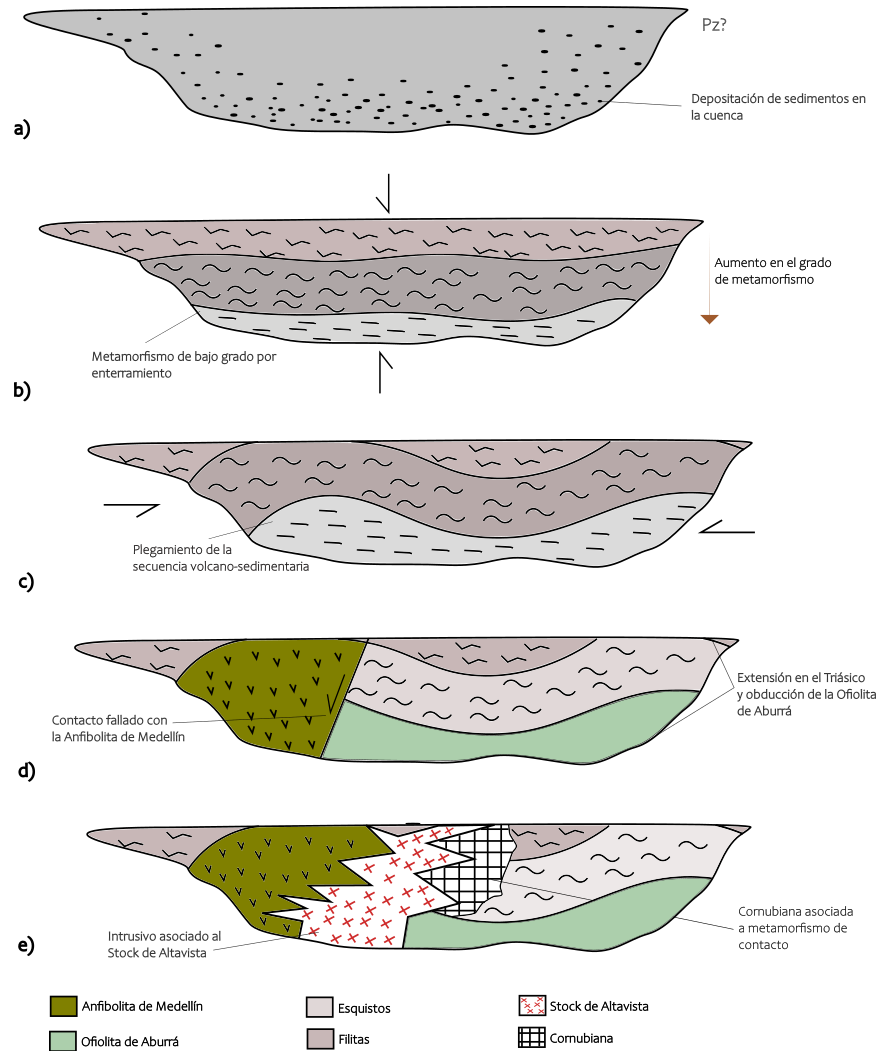 Pz?
Depositación de sedimentos en
la cuenca
a)
Aumento en el grado
de metamorfismo
Metamorfismo de bajo grado por
enterramiento
b)
Plegamiento de la
secuencia volcano-sedimentaria
c)
Extensión en el Triásico
y obducción de la Ofiolita
de Aburrá
Contacto fallado con
la Anfibolita de Medellín
d)
Cornubiana asociada
a metamorfismo de
contacto
Intrusivo asociado al
Stock de Altavista
e)
Anfibolita de Medellín
Esquistos
Stock de Altavista
Ofiolita de Aburrá
Filitas
Cornubiana